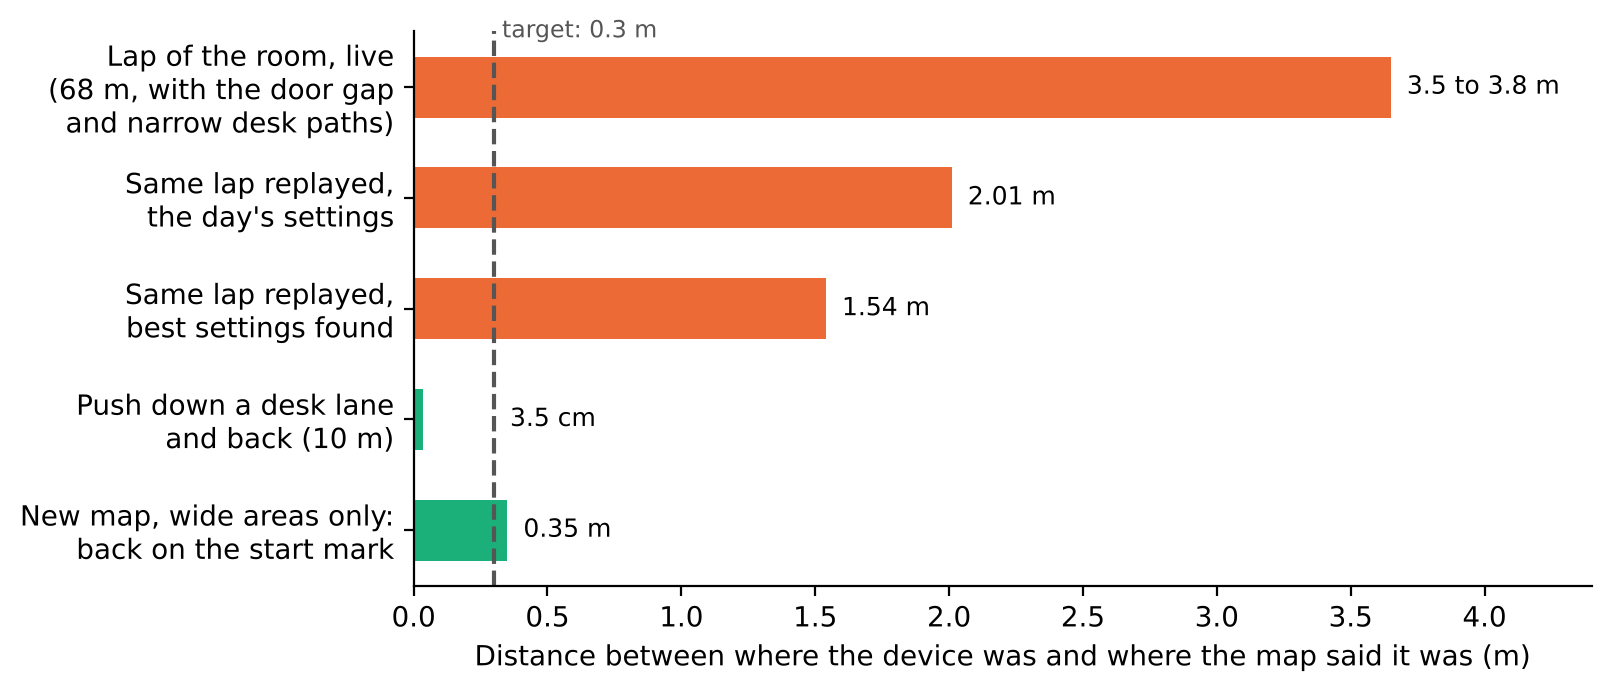 target: 0.3 m
Lap of the room, live
(68 m, with the door gap
and narrow desk paths)
3.5 to 3.8 m
Same lap replayed,
the day's settings
2.01 m
Same lap replayed,
best settings found
1.54 m
Push down a desk lane
and back (10 m)
3.5 cm
New map, wide areas only:
back on the start mark
0.35 m
0.0 0.5 1.0 1.5 2.0 2.5 3.0 3.5 4.0
Distance between where the device was and where the map said it was (m)